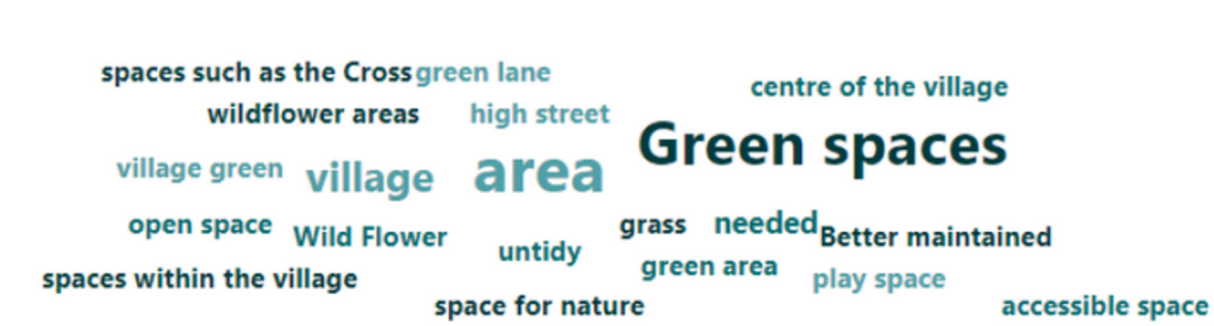 spaces such as the Cross green lane
centre of the village
wildflower areas high street
Green spaces
village green village area
open space Wild Flower untidy grass needed Better maintained
green area
spaces within the village play space
space for nature accessible space